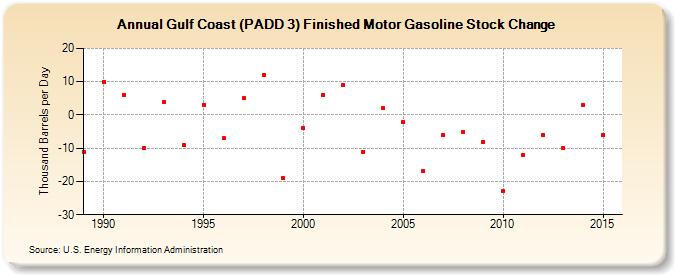 Annual Gulf Coast (PADD 3) Finished Motor Gasoline Stock Change
Thousand Barrels per Day
20
10
0
-10
-20
-30
1990 1995 2000 2005 2010 2015
Source: U.S. Energy Information Administration